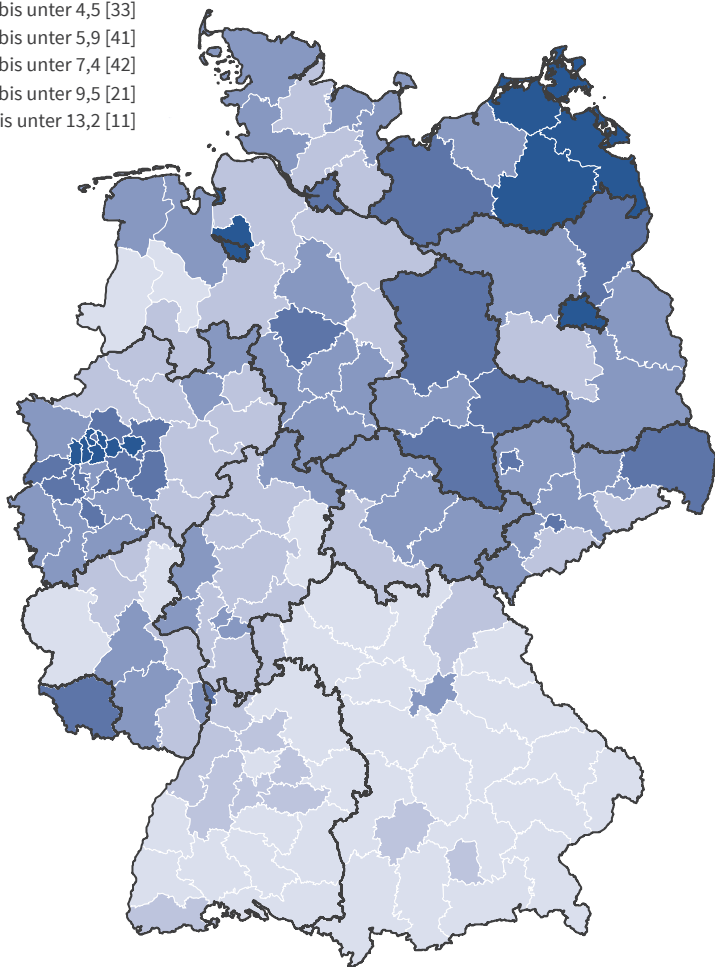 bis unter 4,5 [33]
bis unter 5,9 [41]
bis unter 7,4 [42]
bis unter 9,5 [21]
is unter 13,2 [11]